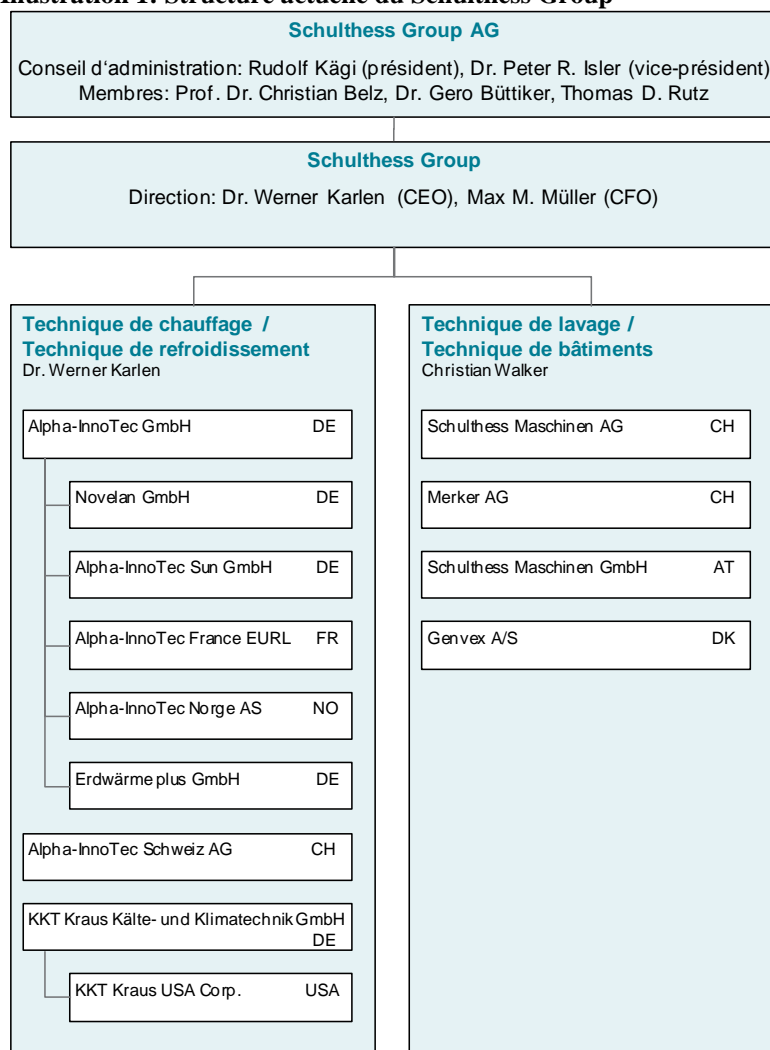 Illustration 1: Structure actuelle du Schulthess Group
Schulthess Group AG
Conseil d'administration: Rudolf Kägi (président), Dr. Peter R. Isler (vice-président)
Membres: Prof. Dr. Christian Belz, Dr. Gero Büttiker, Thomas D. Rutz
Schulthess Group
Direction: Dr. Werner Karlen (CEO), Max M. Müller (CFO)
Technique de chauffage /
Technique de refroidissement
Dr. Werner Karlen
Alpha-InnoTec GmbH DE
Novelan GmbH DE
Alpha-InnoTec Sun GmbH DE
Alpha-InnoTec France EURL FR
Alpha-InnoTec Norge AS NO
Erdwärme plus GmbH DE
Alpha-InnoTec Schweiz AG CH
KKT Kraus Kälte- und Klimatechnik GmbH
DE
KKT Kraus USA Corp. USA
Technique de lavage /
Technique de bâtiments
Christian Walker
Schulthess Maschinen AG CH
Merker AG CH
Schulthess Maschinen GmbH AT
Genvex A/S DK